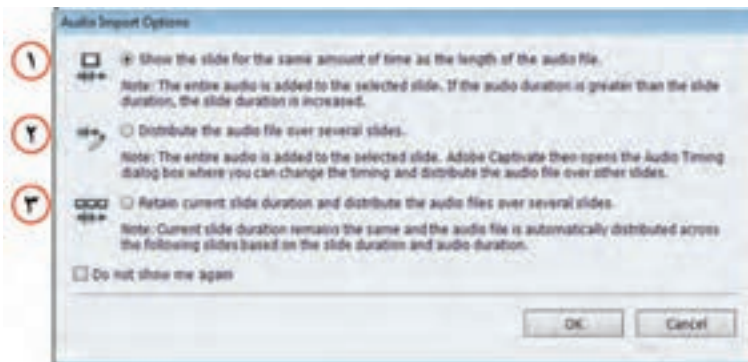 Audio Import Options
۱
Show the slide for the same amount of time as the length of the audio file.
Note: The entire audio is added to the selected slide. If the audio duration is greater than the slide
duration, the slide duration is increased.
۲
Distribute the audio file over several slides.
Note: The entire audio is added to the selected slide. Adobe Captivate then opens the Audio Timing
dialog box where you can change the timing and distribute the audio file over other slides.
۳
Retain current slide duration and distribute the audio files over several slides.
Note: Current slide duration remains the same and the audio file is automatically distributed across
the following slides based on the slide duration and audio duration.
Do not show me again
OK
Cancel